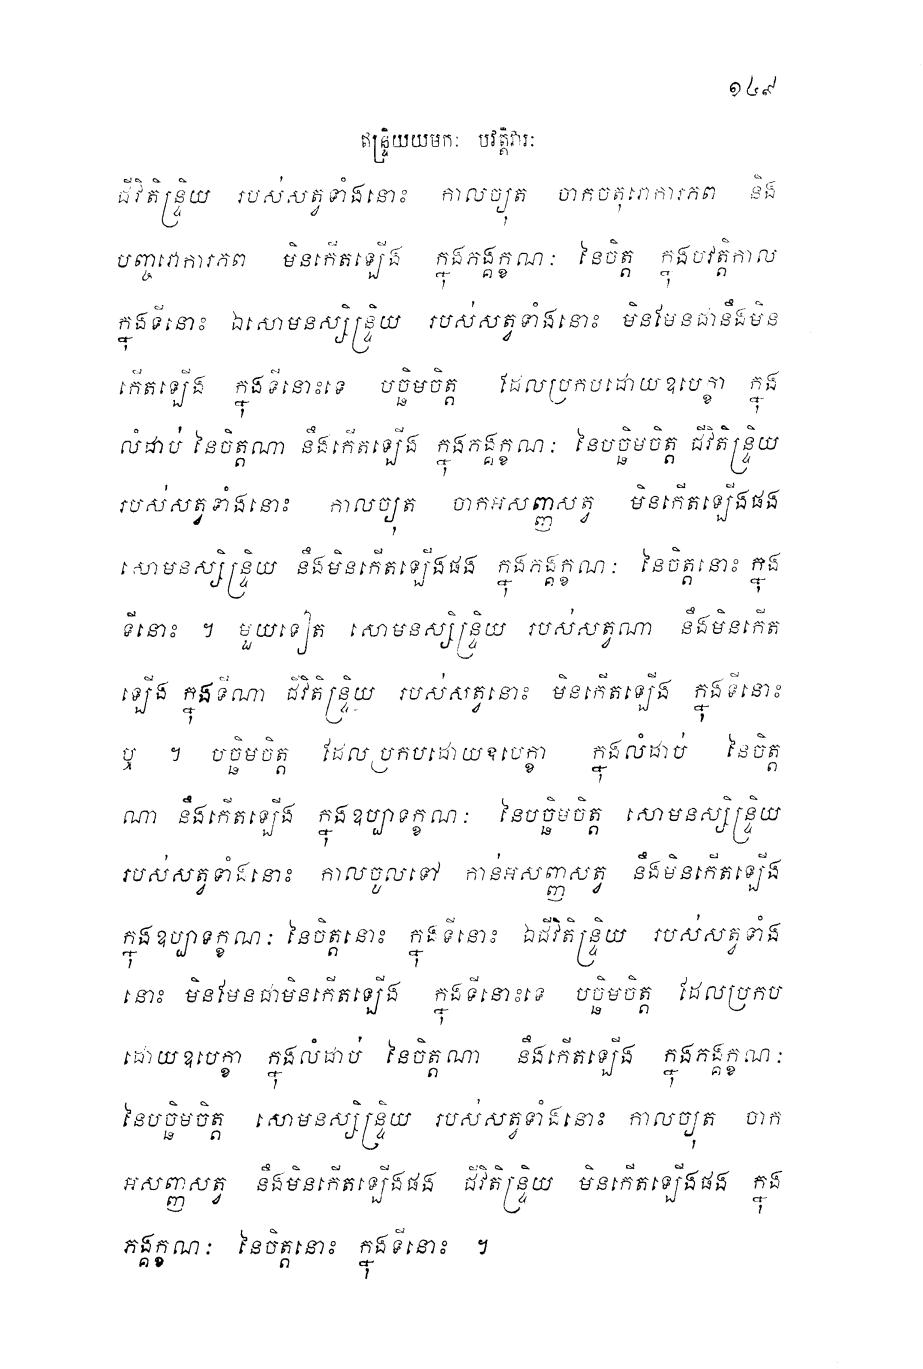 ១៤៩
ឥន្ទ្រិយយមកៈ បវត្តិវារៈ
ជីវិតិន្ទ្រិយ របស់សត្វទាំងនោះ កាលច្យុត ចាកចតុវោការភព និង
បញ្ចវោការភព មិនកើតឡើង ក្នុងភង្គក្ខណៈ នៃចិត្ត ក្នុងបវត្តិកាល
ក្នុងទីនោះ ឯសោមនស្សិន្ទ្រិយ របស់សត្វទាំងនោះ មិនមែនជានឹងមិន
កើតឡើង ក្នុងទីនោះទេ បច្ឆិមចិត្ត ដែលប្រកបដោយឧបេក្ខា ក្នុង
លំដាប់ នៃចិត្តណា នឹងកើតឡើង ក្នុងភង្គក្ខណៈ នៃបច្ឆិមចិត្ត ជីវិតិន្ទ្រិយ
របស់សត្វទាំងនោះ កាលច្យុត ចាកអសញ្ញសត្វ មិនកើតឡើងផង
សោមនស្សិន្ទ្រិយ នឹងមិនកើតឡើងផង ក្នុងភង្គក្ខណៈ នៃចិត្តនោះ ក្នុង
ទីនោះ ។ មួយទៀត សោមនស្សិន្ទ្រិយ របស់សត្វណា នឹងមិនកើត
ឡើង ក្នុងទីណា ជីវិតិន្ទ្រិយ របស់សត្វនោះ មិនកើតឡើង ក្នុងទីនោះ
ឬ ។ បច្ឆិមចិត្ត ដែលប្រកបដោយឧបេក្ខា ក្នុងលំដាប់ នៃចិត្ត
ណា នឹងកើតឡើង ក្នុងឧប្បាទក្ខណៈ នៃបច្ឆិមចិត្ត សោមនស្សិន្ទ្រិយ
របស់សត្វទាំងនោះ កាលចូលទៅ កាន់អសញ្ញសត្វ នឹងមិនកើតឡើង
ក្នុងឧប្បាទក្ខណៈ នៃចិត្តនោះ ក្នុងទីនោះ ឯជីវិតិន្ទ្រិយ របស់សត្វទាំង
នោះ មិនមែនជាមិនកើតឡើង ក្នុងទីនោះទេ បច្ឆិមចិត្ត ដែលប្រកប
ដោយឧបេក្ខា ក្នុងលំដាប់ នៃចិត្តណា នឹងកើតឡើង ក្នុងភង្គក្ខណៈ
នៃបច្ឆិមចិត្ត សោមនស្សិន្ទ្រិយ របស់សត្វទាំងនោះ កាលច្យុត ចាក
អសញ្ញសត្វ នឹងមិនកើតឡើងផង ជីវិតិន្ទ្រិយ មិនកើតឡើងផង ក្នុង
ភង្គក្ខណៈ នៃចិត្តនោះ ក្នុងទីនោះ ។